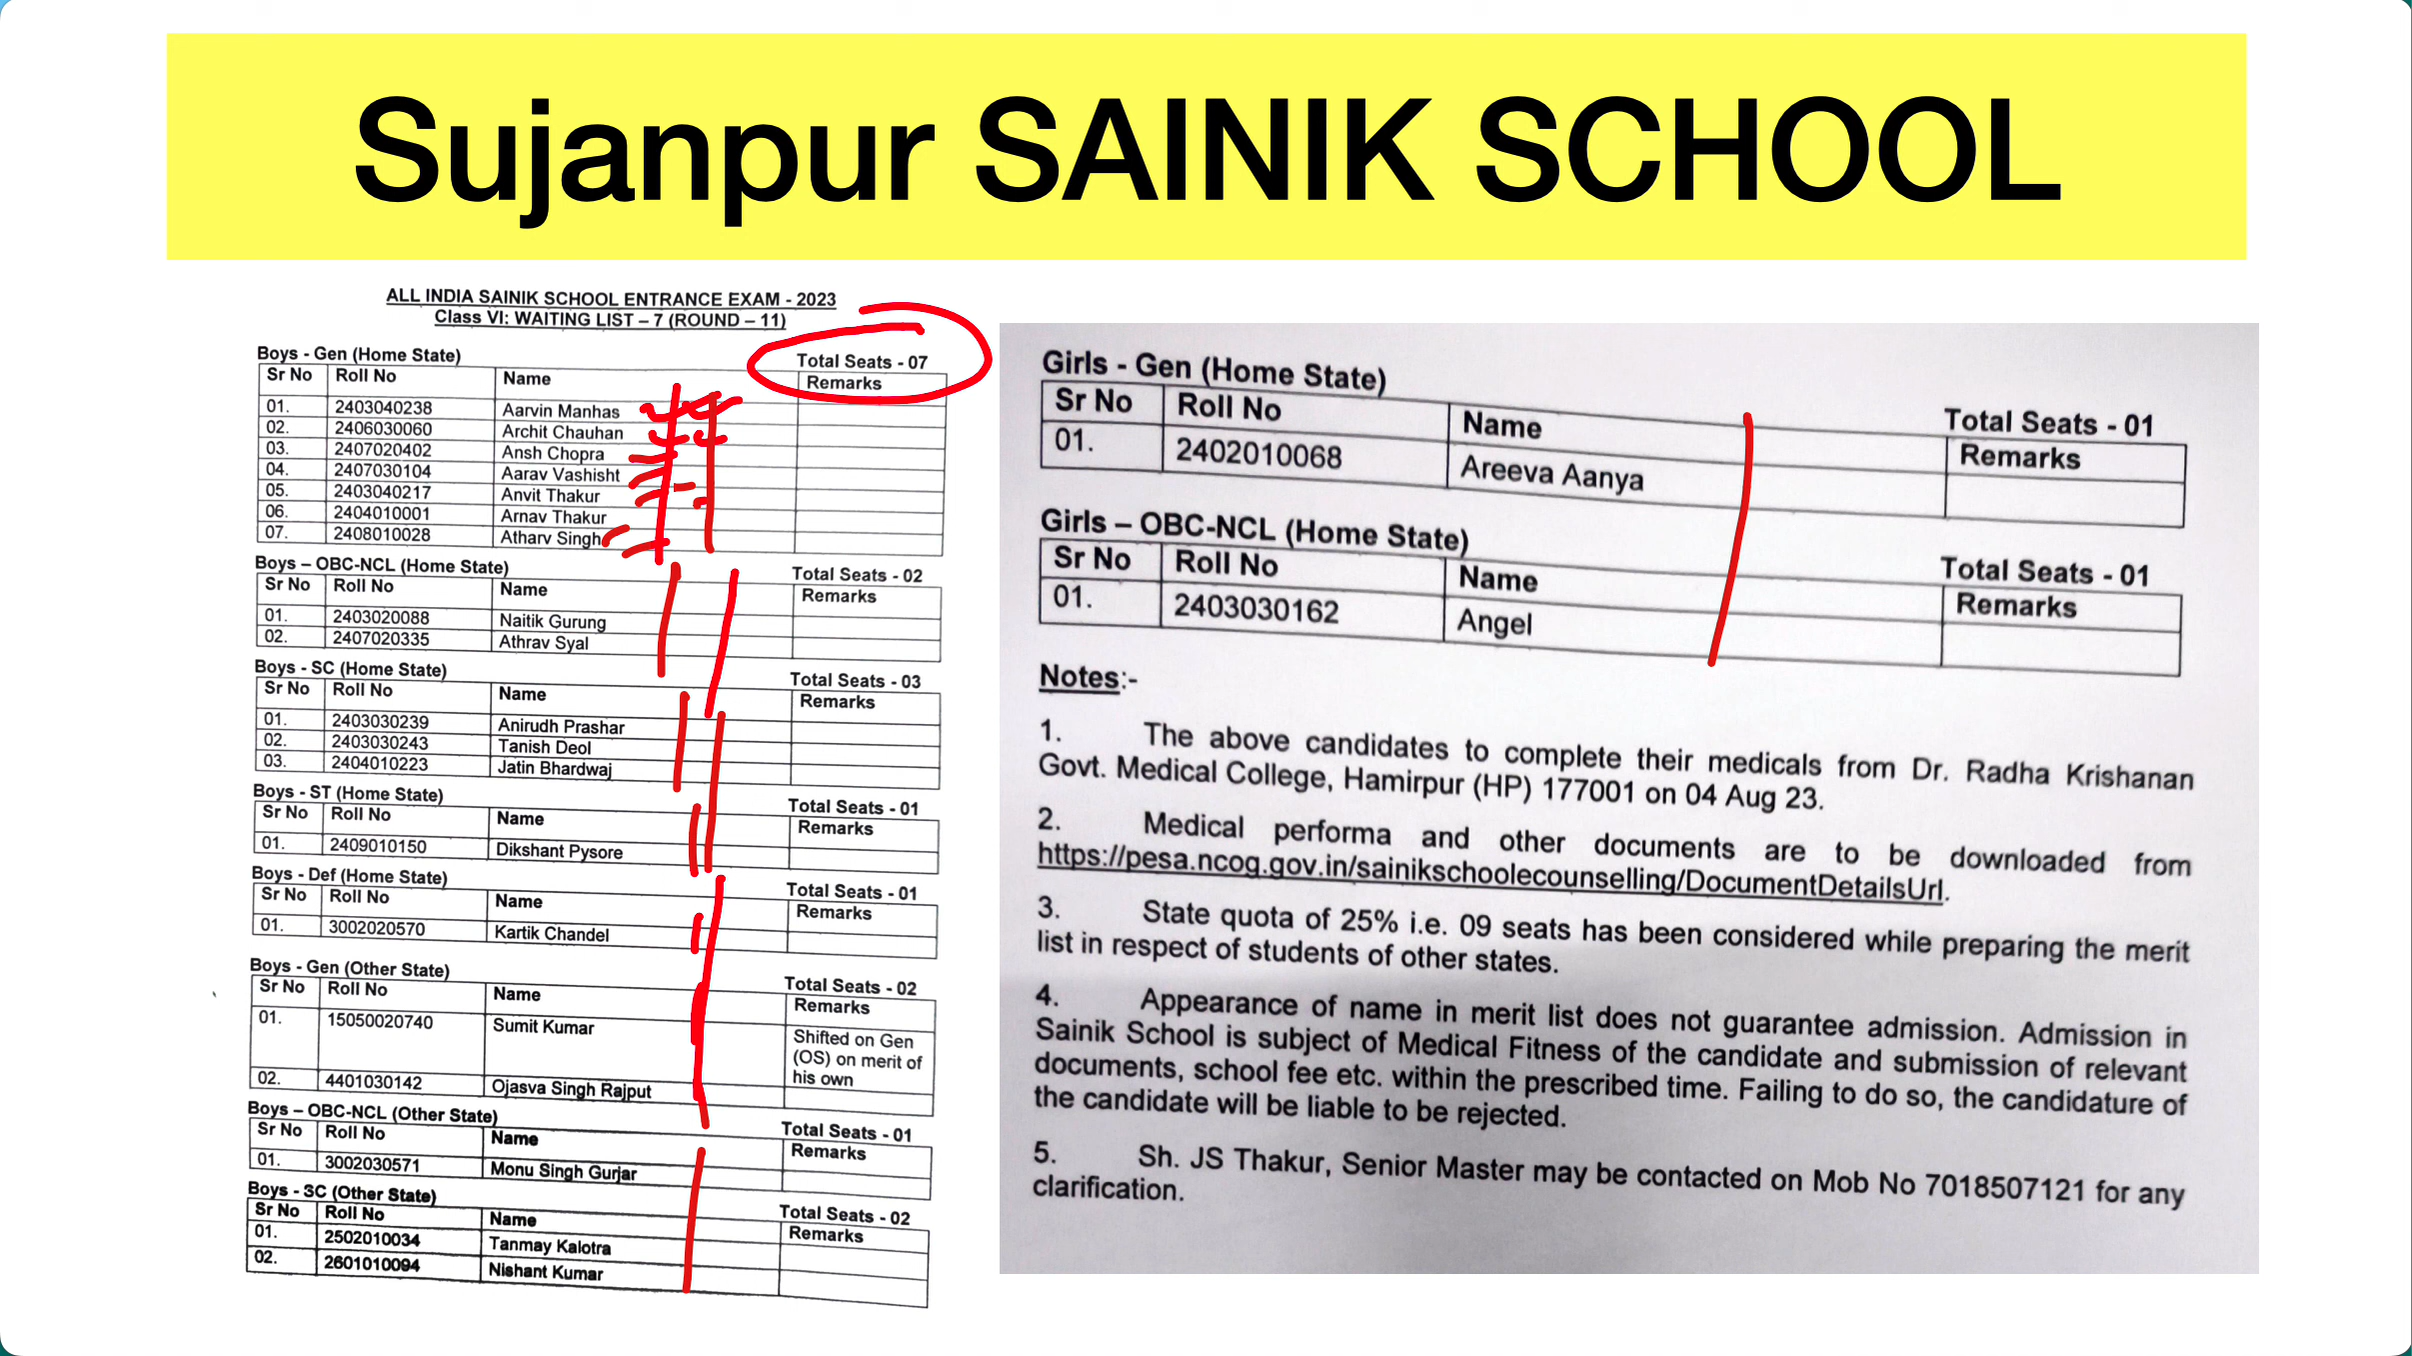 Sujanpur SAINIK SCHOOL
ALL INDIA SAINIK SCHOOL ENTRANCE EXAM - 2023
Class VI: WAITING LIST – 7 (ROUND – 11)
Boys - Gen (Home State) Total Seats - 07
Sr No Roll No Name Remarks
01. 2403040238 Aarvin Manhas
02. 2406030060 Archit Chauhan
03. 2407020402 Ansh Chopra
04. 2407030104 Aarav Vashisht
05. 2403040217 Anvit Thakur
06. 2404010001 Arnav Thakur
07. 2408010028 Atharv Singh
Boys – OBC-NCL (Home State) Total Seats - 02
Sr No Roll No Name Remarks
01. 2403020088 Naitik Gurung
02. 2407020335 Athrav Syal
Boys - SC (Home State) Total Seats - 03
Sr No Roll No Name Remarks
01. 2403030239 Anirudh Prashar
02. 2403030243 Tanish Deol
03. 2404010223 Jatin Bhardwaj
Boys - ST (Home State) Total Seats - 01
Sr No Roll No Name Remarks
01. 2409010150 Dikshant Pysore
Boys - Def (Home State) Total Seats - 01
Sr No Roll No Name Remarks
01. 3002020570 Kartik Chandel
Boys - Gen (Other State) Total Seats - 02
Sr No Roll No Name Remarks
01. 15050020740 Sumit Kumar Shifted on Gen
(OS) on merit of
his own
02. 4401030142 Ojasva Singh Rajput
Boys – OBC-NCL (Other State) Total Seats - 01
Sr No Roll No Name Remarks
01. 3002030571 Monu Singh Gurjar
Boys - SC (Other State) Total Seats - 02
Sr No Roll No Name Remarks
01. 2502010034 Tanmay Kalotra
02. 2601010094 Nishant Kumar
Girls - Gen (Home State) Total Seats - 01
Sr No Roll No Name Remarks
01. 2402010068 Areeva Aanya
Girls – OBC-NCL (Home State) Total Seats - 01
Sr No Roll No Name Remarks
01. 2403030162 Angel
Notes:-
1. The above candidates to complete their medicals from Dr. Radha Krishanan
Govt. Medical College, Hamirpur (HP) 177001 on 04 Aug 23.
2. Medical performa and other documents are to be downloaded from
https://pesa.ncog.gov.in/sainikschoolecounselling/DocumentDetailsUrl.
3. State quota of 25% i.e. 09 seats has been considered while preparing the merit
list in respect of students of other states.
4. Appearance of name in merit list does not guarantee admission. Admission in
Sainik School is subject of Medical Fitness of the candidate and submission of relevant
documents, school fee etc. within the prescribed time. Failing to do so, the candidature of
the candidate will be liable to be rejected.
5. Sh. JS Thakur, Senior Master may be contacted on Mob No 7018507121 for any
clarification.